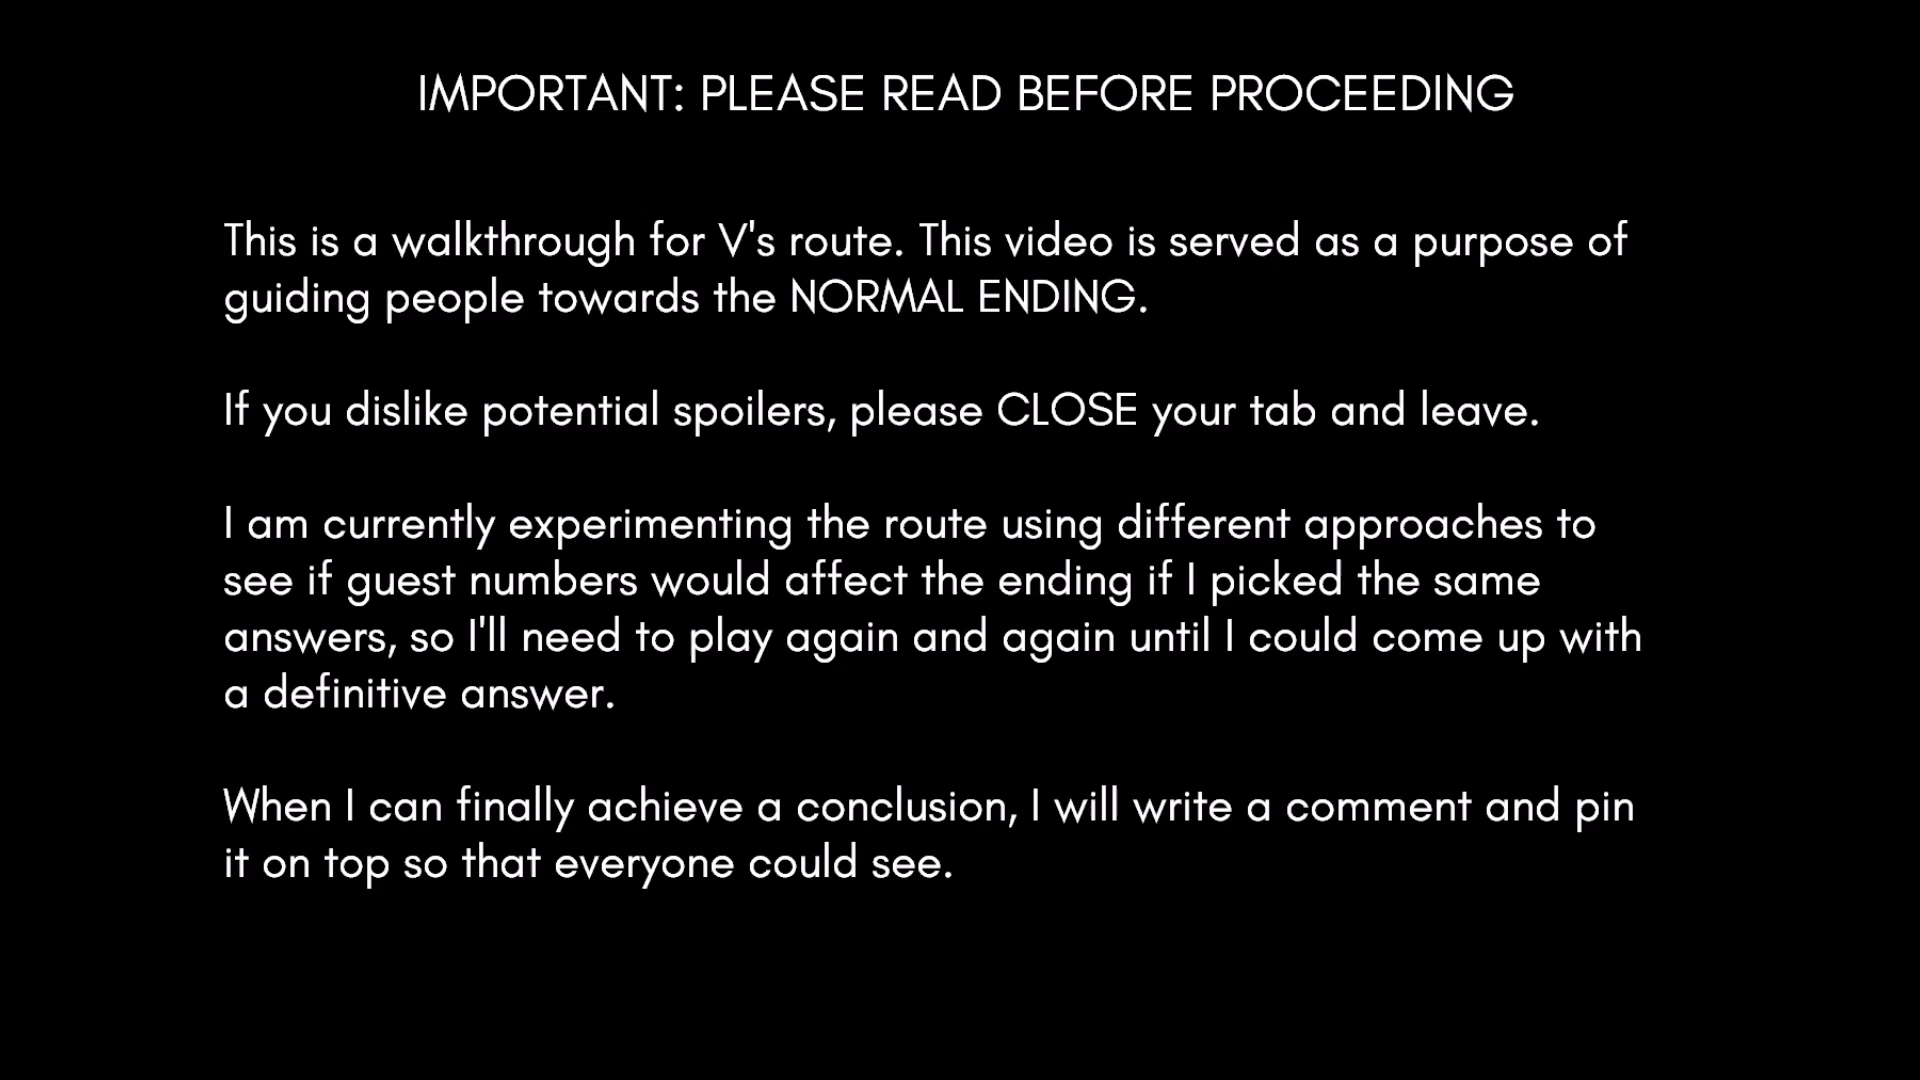 IMPORTANT: PLEASE READ BEFORE PROCEEDING
This is a walkthrough for V's route. This video is served as a purpose of
guiding people towards the NORMAL ENDING.
If you dislike potential spoilers, please CLOSE your tab and leave.
I am currently experimenting the route using different approaches to
see if guest numbers would affect the ending if I picked the same
answers, so I'll need to play again and again until I could come up with
a definitive answer.
When I can finally achieve a conclusion, I will write a comment and pin
it on top so that everyone could see.